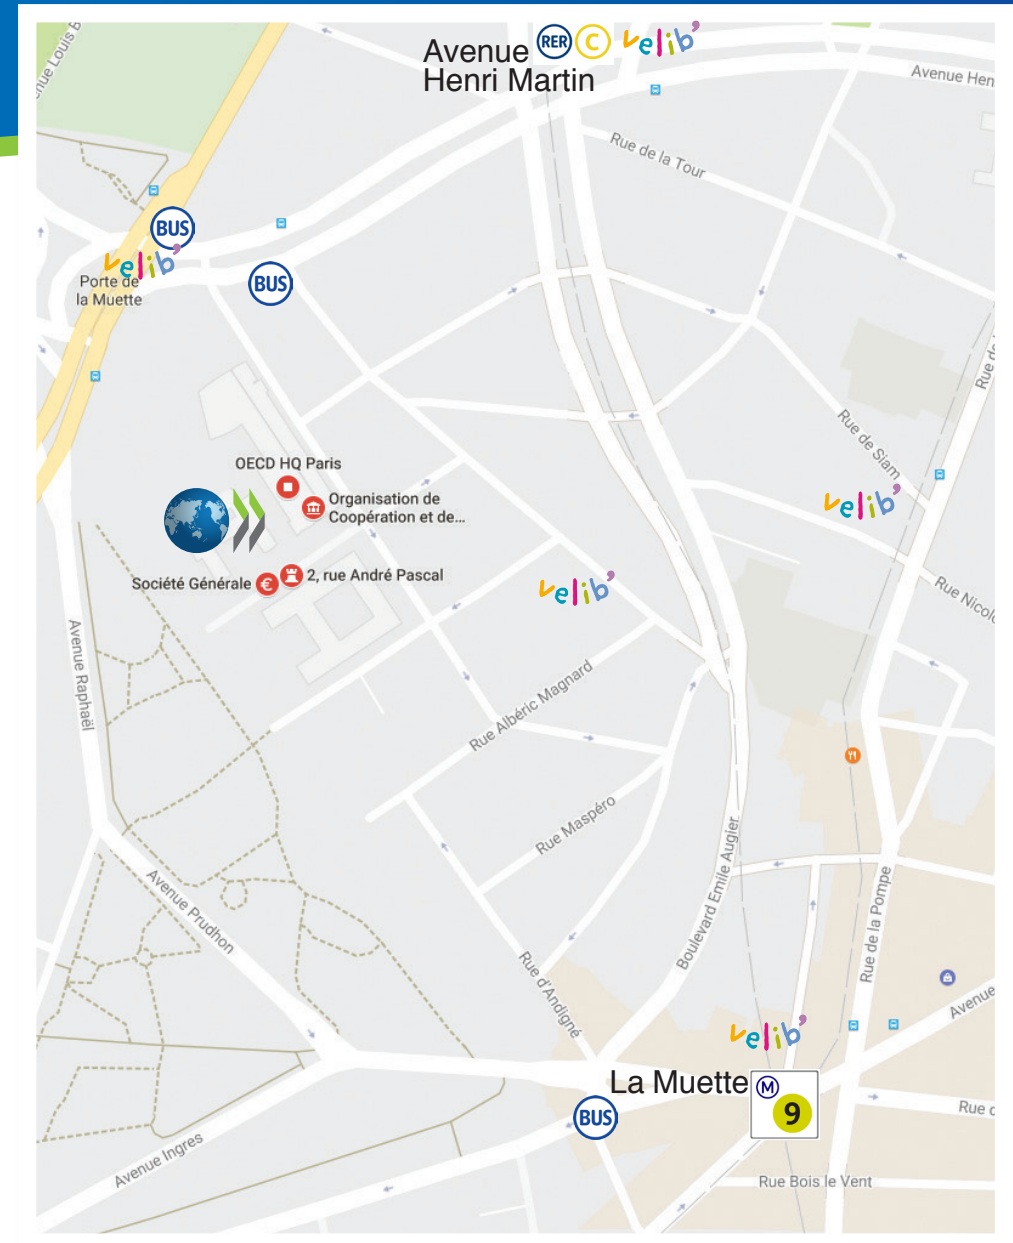 nue Louis B
Avenue
Henri Martin
RER
C
velib'
Avenue Hen
Rue de la Tour
BUS
velib'
Porte de
la Muette
BUS
Rue de
Rue de Siam
OECD HQ Paris
Organisation de
Coopération et de...
velib'
Société Générale
€
2, rue André Pascal
velib'
Rue Nicolo
Avenue Raphaël
Rue Albéric Magnard
Rue Maspéro
Boulevard Emile Augier
Avenue Prudhon
Rue de la Pompe
Rue d'Andigné
Avenue
velib'
La Muette
M
9
BUS
Rue d
Avenue Ingres
Rue Bois le Vent